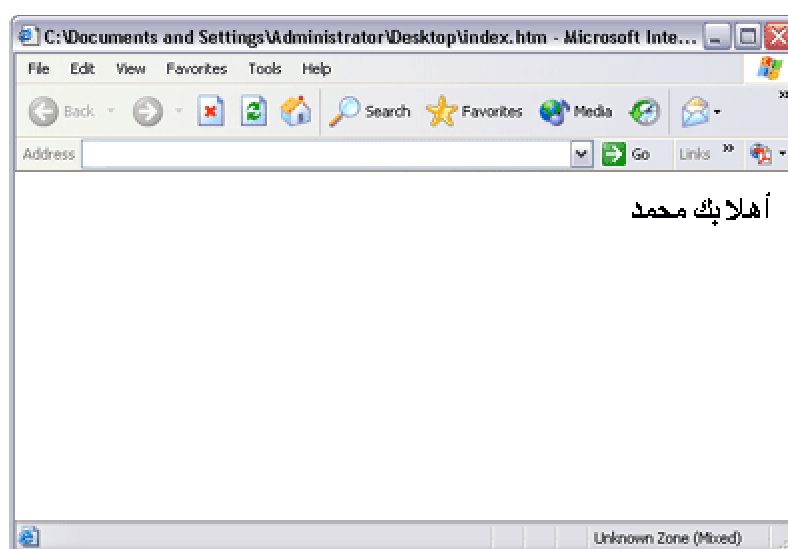 C:\Documents and Settings\Administrator\Desktop\index.htm - Microsoft Inte...
File Edit View Favorites Tools Help
Back Search Favorites Media »
Address Go Links »
أهلا بك محمد
Unknown Zone (Mixed)